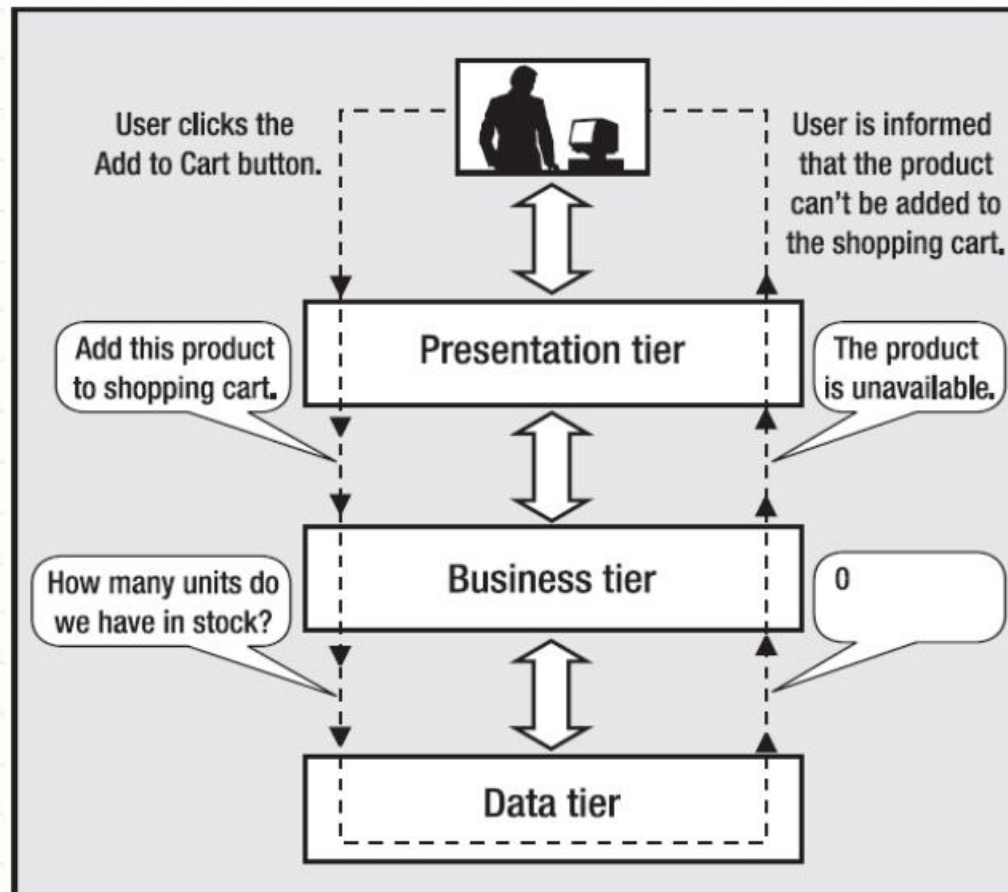 User clicks the
Add to Cart button.
User is informed
that the product
can't be added to
the shopping cart.
Add this product
to shopping cart.
Presentation tier
The product
is unavailable.
How many units do
we have in stock?
Business tier
0
Data tier